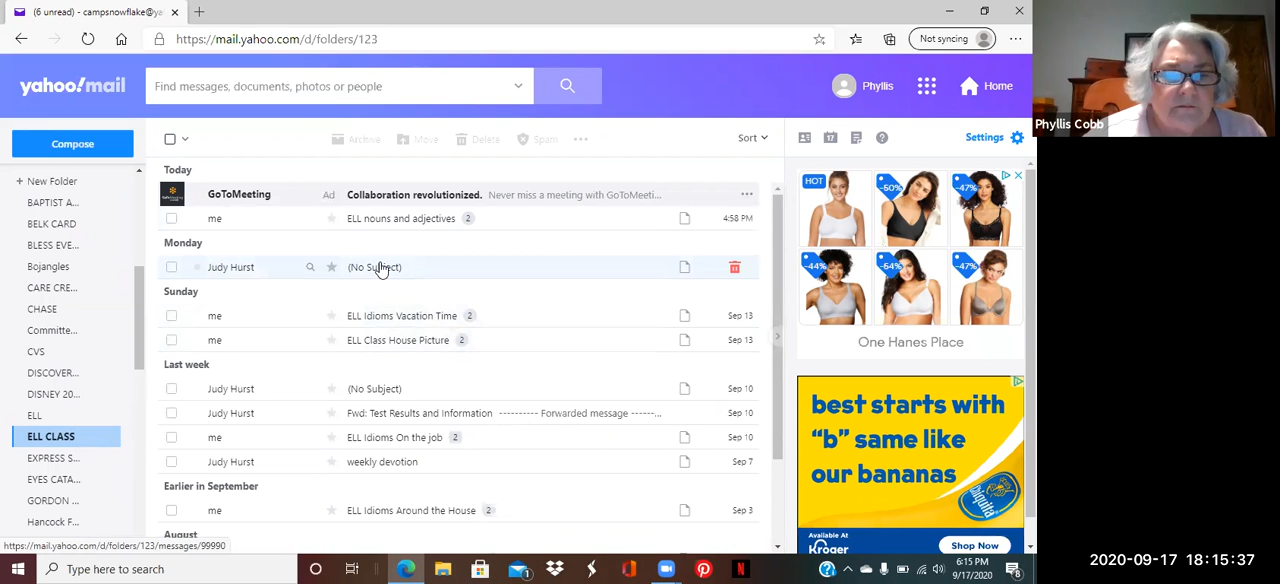 (6 unread) - campsnowflake@ya
https://mail.yahoo.com/d/folders/123
Not syncing
yahoo!mail
Find messages, documents, photos or people
Phyllis
Home
Phyllis Cobb
Compose
Archive
Move
Delete
Spam
Sort
Settings
+ New Folder
BAPTIST A...
BELK CARD
BLESS EVE...
Bojangles
CARE CRE...
CHASE
Committe...
CVS
DISCOVER...
DISNEY 20...
ELL
ELL CLASS
EXPRESS S...
EYES CATA...
GORDON ...
Hancock F...
Today
GoToMeeting Ad Collaboration revolutionized. Never miss a meeting with GoToMeeti...
me ELL nouns and adjectives 2 4:58 PM
Monday
Judy Hurst (No Subject)
Sunday
me ELL Idioms Vacation Time 2 Sep 13
me ELL Class House Picture 2 Sep 13
Last week
Judy Hurst (No Subject) Sep 10
Judy Hurst Fwd: Test Results and Information ---------- Forwarded message ------... Sep 10
me ELL Idioms On the job 2 Sep 10
Judy Hurst weekly devotion Sep 7
Earlier in September
me ELL Idioms Around the House 2 Sep 3
August
HOT
-50%
-47%
-44%
-64%
-47%
One Hanes Place
best starts with
"b" same like
our bananas
Chiquita
Available At
Kroger
Shop Now
https://mail.yahoo.com/d/folders/123/messages/99990
Type here to search
1
N
6:15 PM
9/17/2020
8
2020-09-17 18:15:37